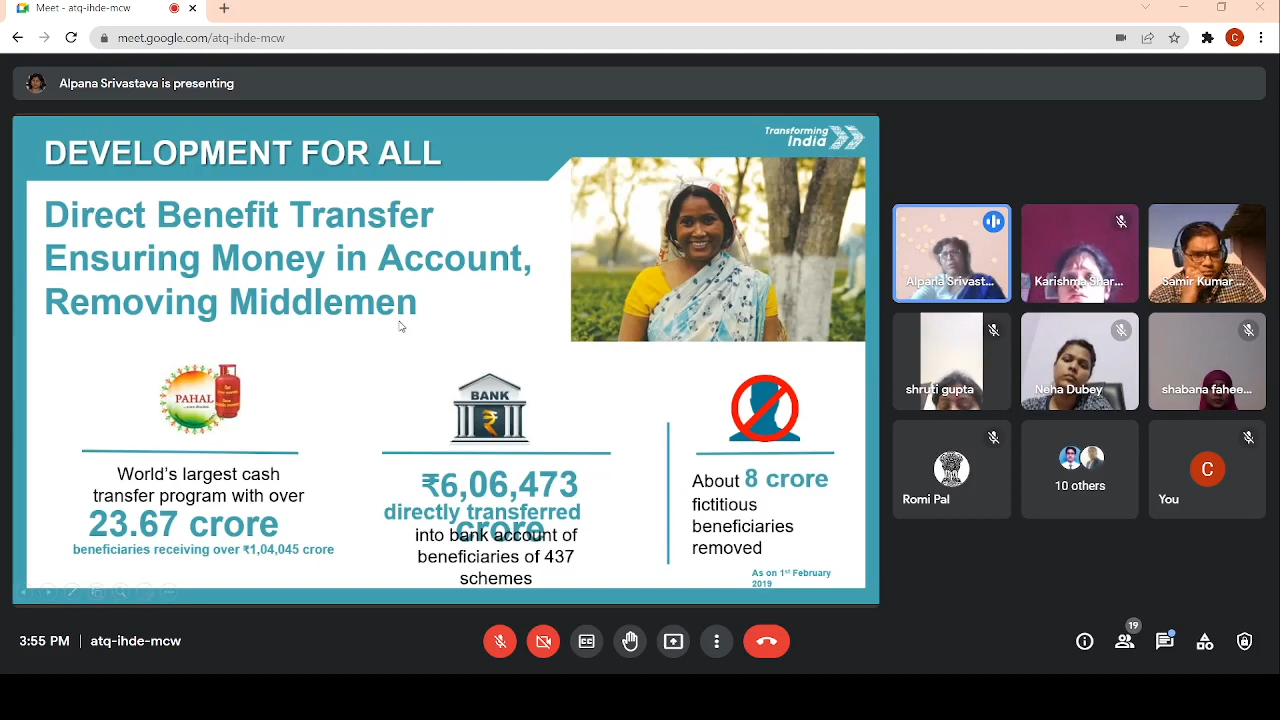 Meet - atq-ihde-mcw
meet.google.com/atq-ihde-mcw
C
Alpana Srivastava is presenting
DEVELOPMENT FOR ALL
Transforming
India
Direct Benefit Transfer
Ensuring Money in Account,
Removing Middlemen
PAHAL
World's largest cash
transfer program with over
23.67 crore
beneficiaries receiving over ₹1,04,045 crore
BANK
₹
₹6,06,473
crore
directly transferred
into bank account of
beneficiaries of 437
schemes
About 8 crore
fictitious
beneficiaries
removed
As on 1st February
2019
Alpana Srivast...
Karishma Shar...
Samir Kumar ...
shruti gupta
Neha Dubey
shabana fahee...
Romi Pal
10 others
C
You
3:55 PM | atq-ihde-mcw
CC
19